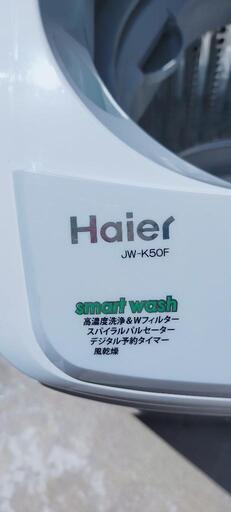 Haier
JW-K50F
smart wash
高濃度洗浄&Wフィルター
スパイラルパルセーター
デジタル予約タイマー
風乾燥